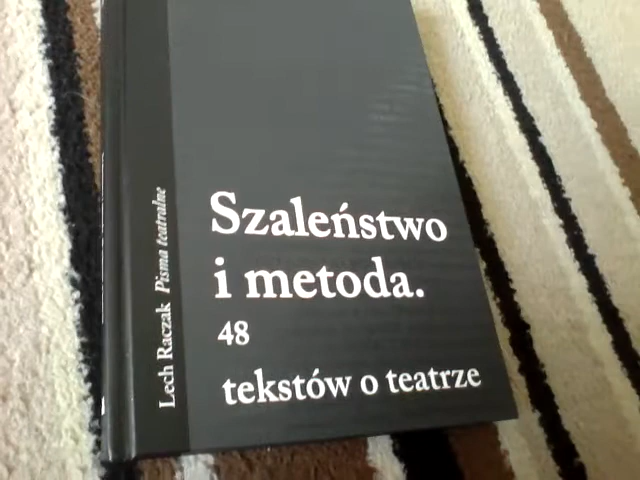 Szaleństwo
i metoda.
48
tekstów o teatrze
Lech Raczak Pisma teatralne